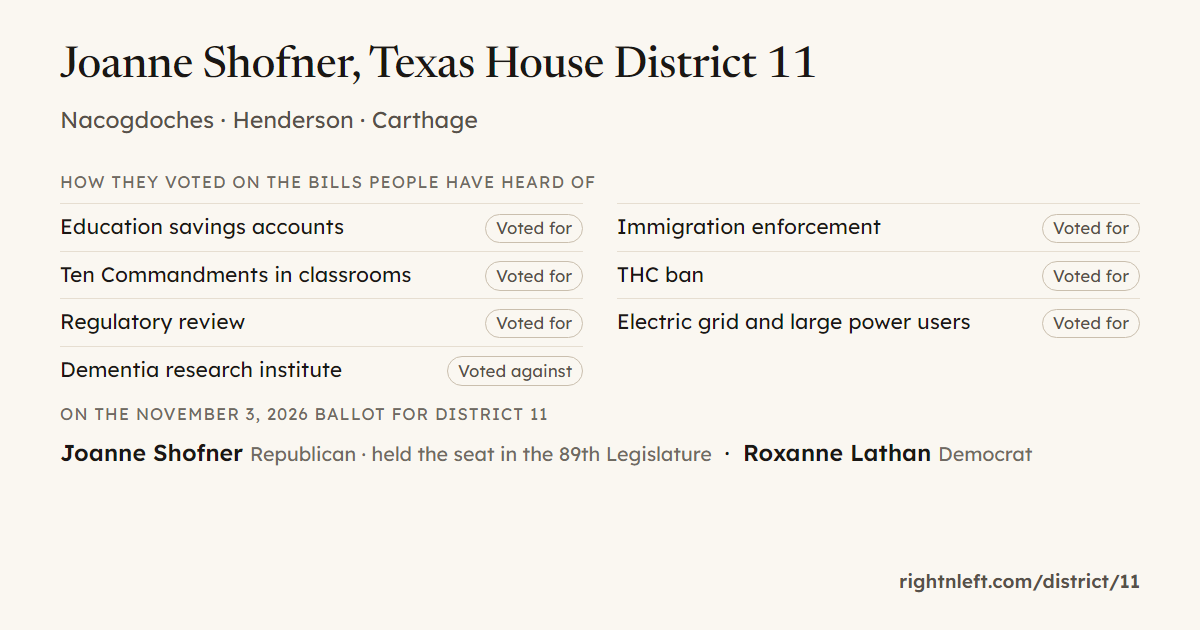 Joanne Shofner, Texas House District 11
Nacogdoches · Henderson · Carthage
HOW THEY VOTED ON THE BILLS PEOPLE HAVE HEARD OF
Education savings accounts Voted for
Immigration enforcement Voted for
Ten Commandments in classrooms Voted for
THC ban Voted for
Regulatory review Voted for
Electric grid and large power users Voted for
Dementia research institute Voted against
ON THE NOVEMBER 3, 2026 BALLOT FOR DISTRICT 11
Joanne Shofner Republican · held the seat in the 89th Legislature · Roxanne Lathan Democrat
rightnleft.com/district/11